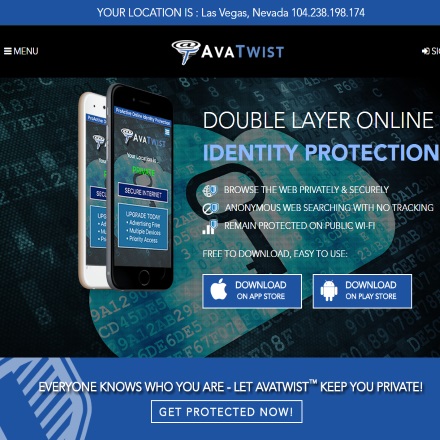 YOUR LOCATION IS : Las Vegas, Nevada 104.238.198.174
MENU
AVATWIST
SI
ProActive Online Identity Protection
AVATWIST
Your Location is...
PRIVATE
SECURE INTERNET
UPGRADE TODAY!
• Advertising Free
• Multiple Devices
• Priority Access
DOUBLE LAYER ONLINE
IDENTITY PROTECTION
BROWSE THE WEB PRIVATELY & SECURELY
ANONYMOUS WEB SEARCHING WITH NO TRACKING
REMAIN PROTECTED ON PUBLIC WI-FI
FREE TO DOWNLOAD, EASY TO USE:
DOWNLOAD
ON APP STORE
DOWNLOAD
ON PLAY STORE
EVERYONE KNOWS WHO YOU ARE - LET AVATWIST™ KEEP YOU PRIVATE!
GET PROTECTED NOW!